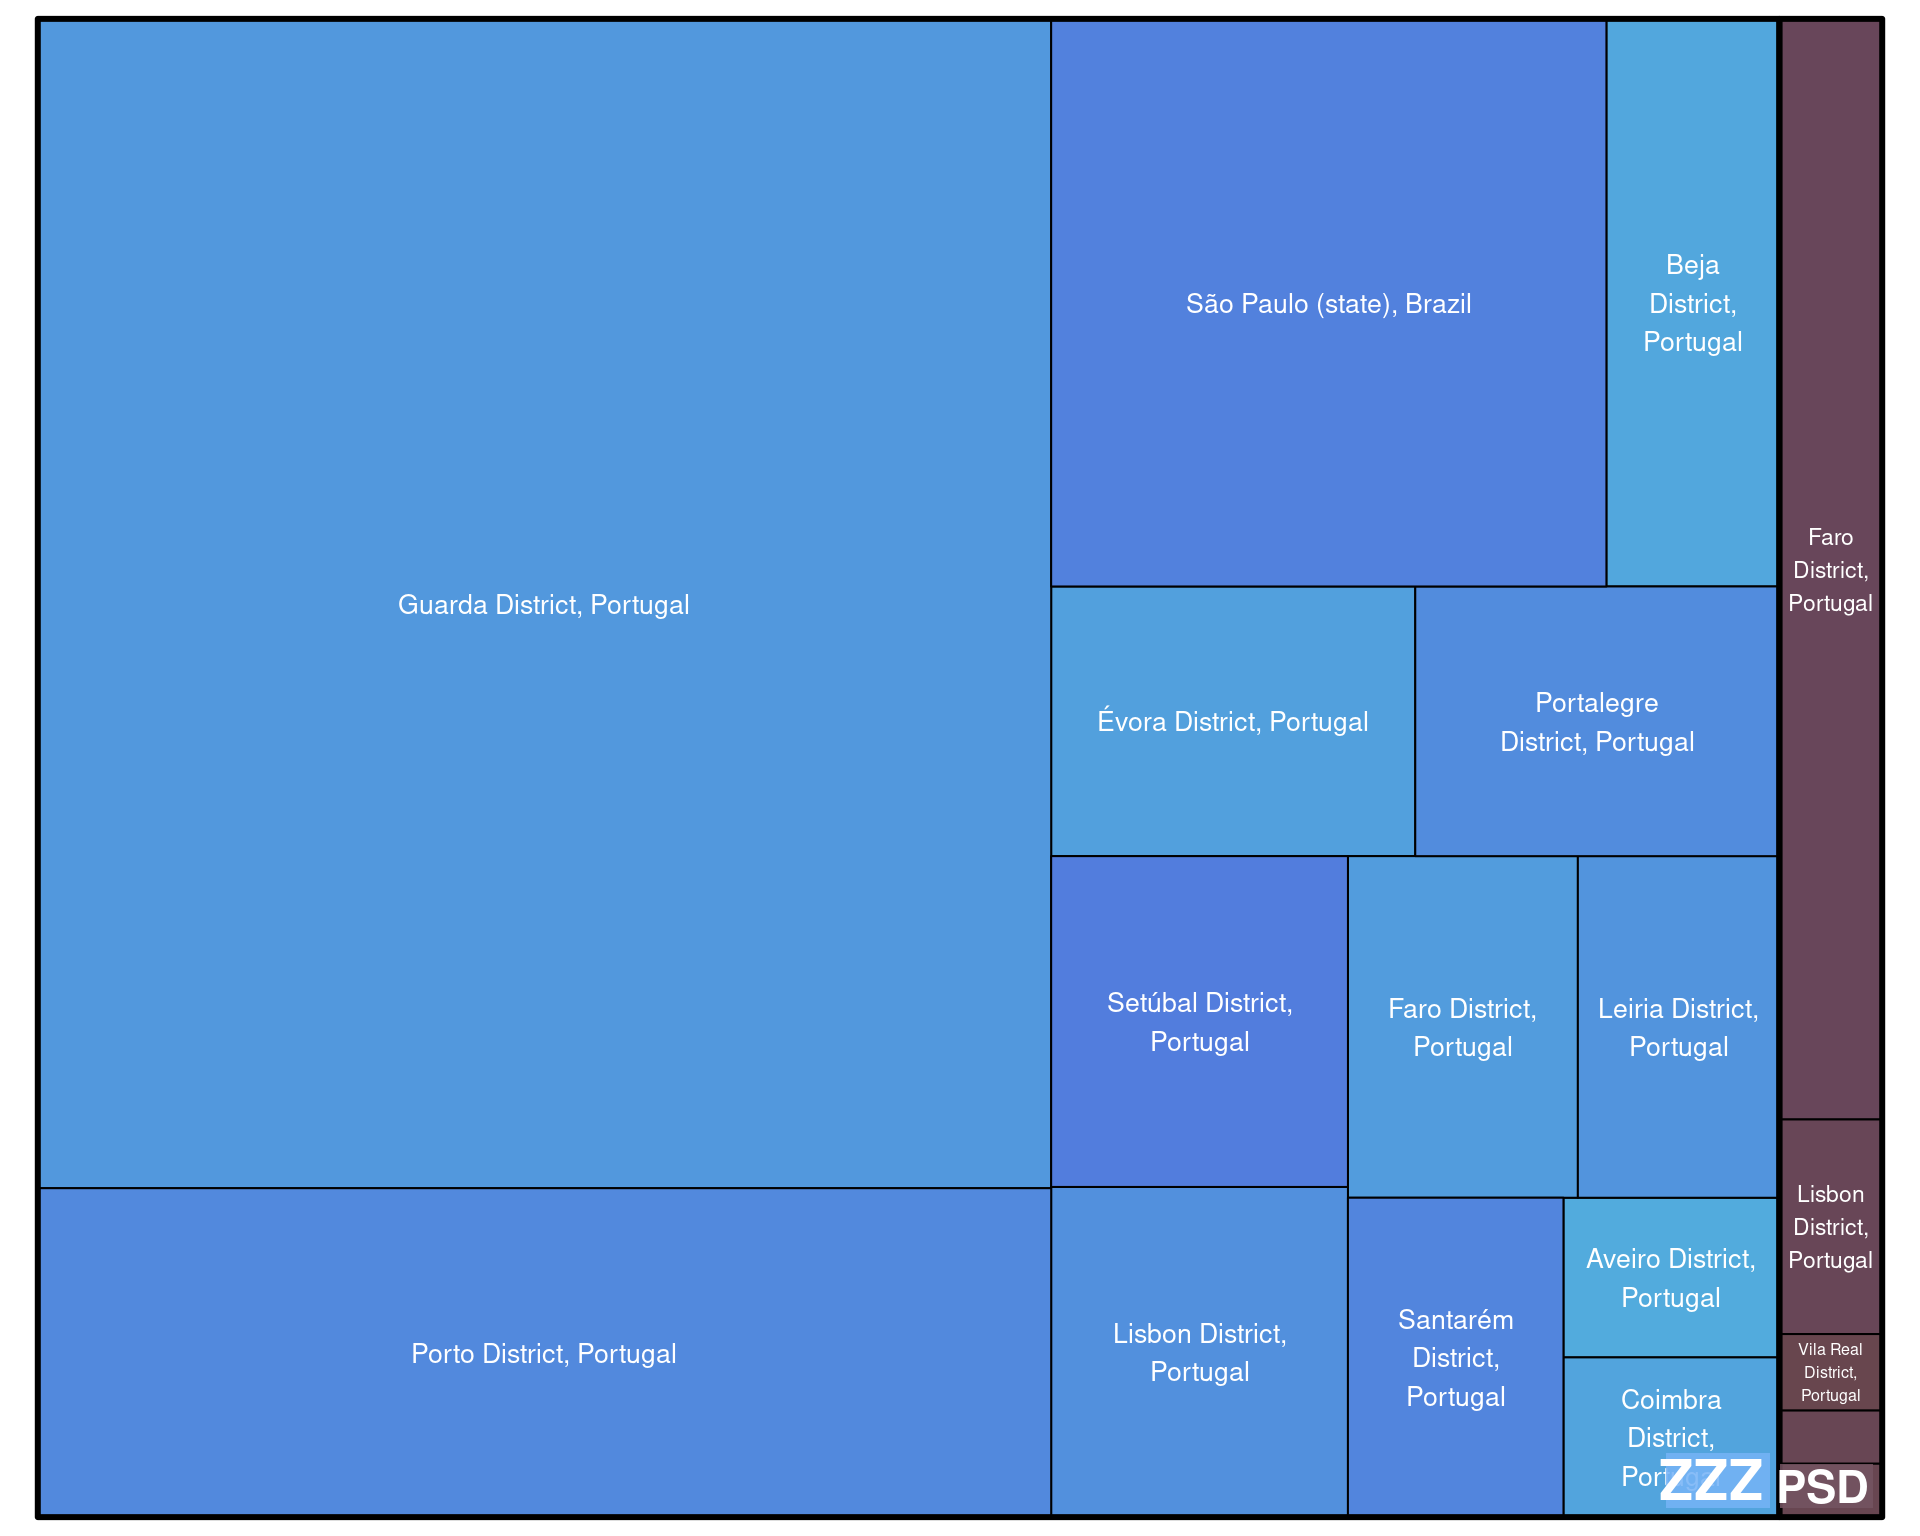 Guarda District, Portugal
Porto District, Portugal
São Paulo (state), Brazil
Beja
District,
Portugal
Évora District, Portugal
Portalegre
District, Portugal
Setúbal District,
Portugal
Faro District,
Portugal
Leiria District,
Portugal
Lisbon District,
Portugal
Santarém
District,
Portugal
Aveiro District,
Portugal
Coimbra
District,
Portugal
ZZZ
Faro
District,
Portugal
Lisbon
District,
Portugal
Vila Real
District,
Portugal
PSD